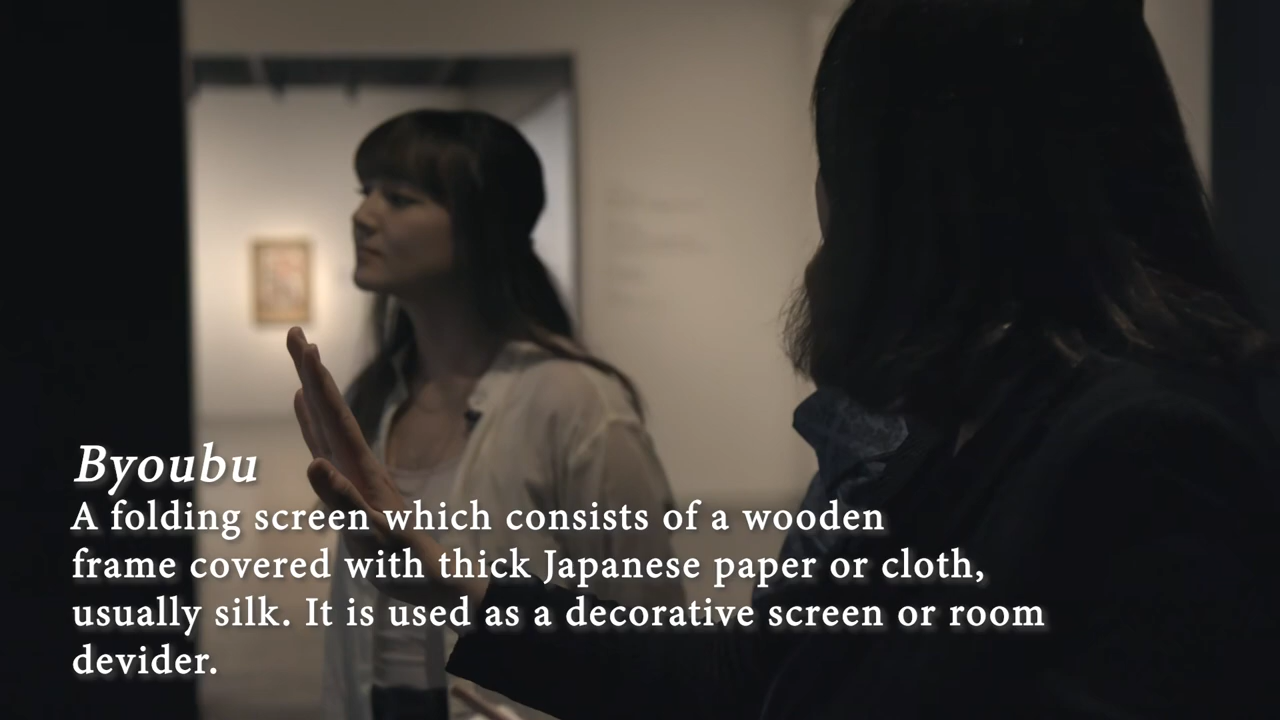 Byoubu
A folding screen which consists of a wooden
frame covered with thick Japanese paper or cloth,
usually silk. It is used as a decorative screen or room
devider.